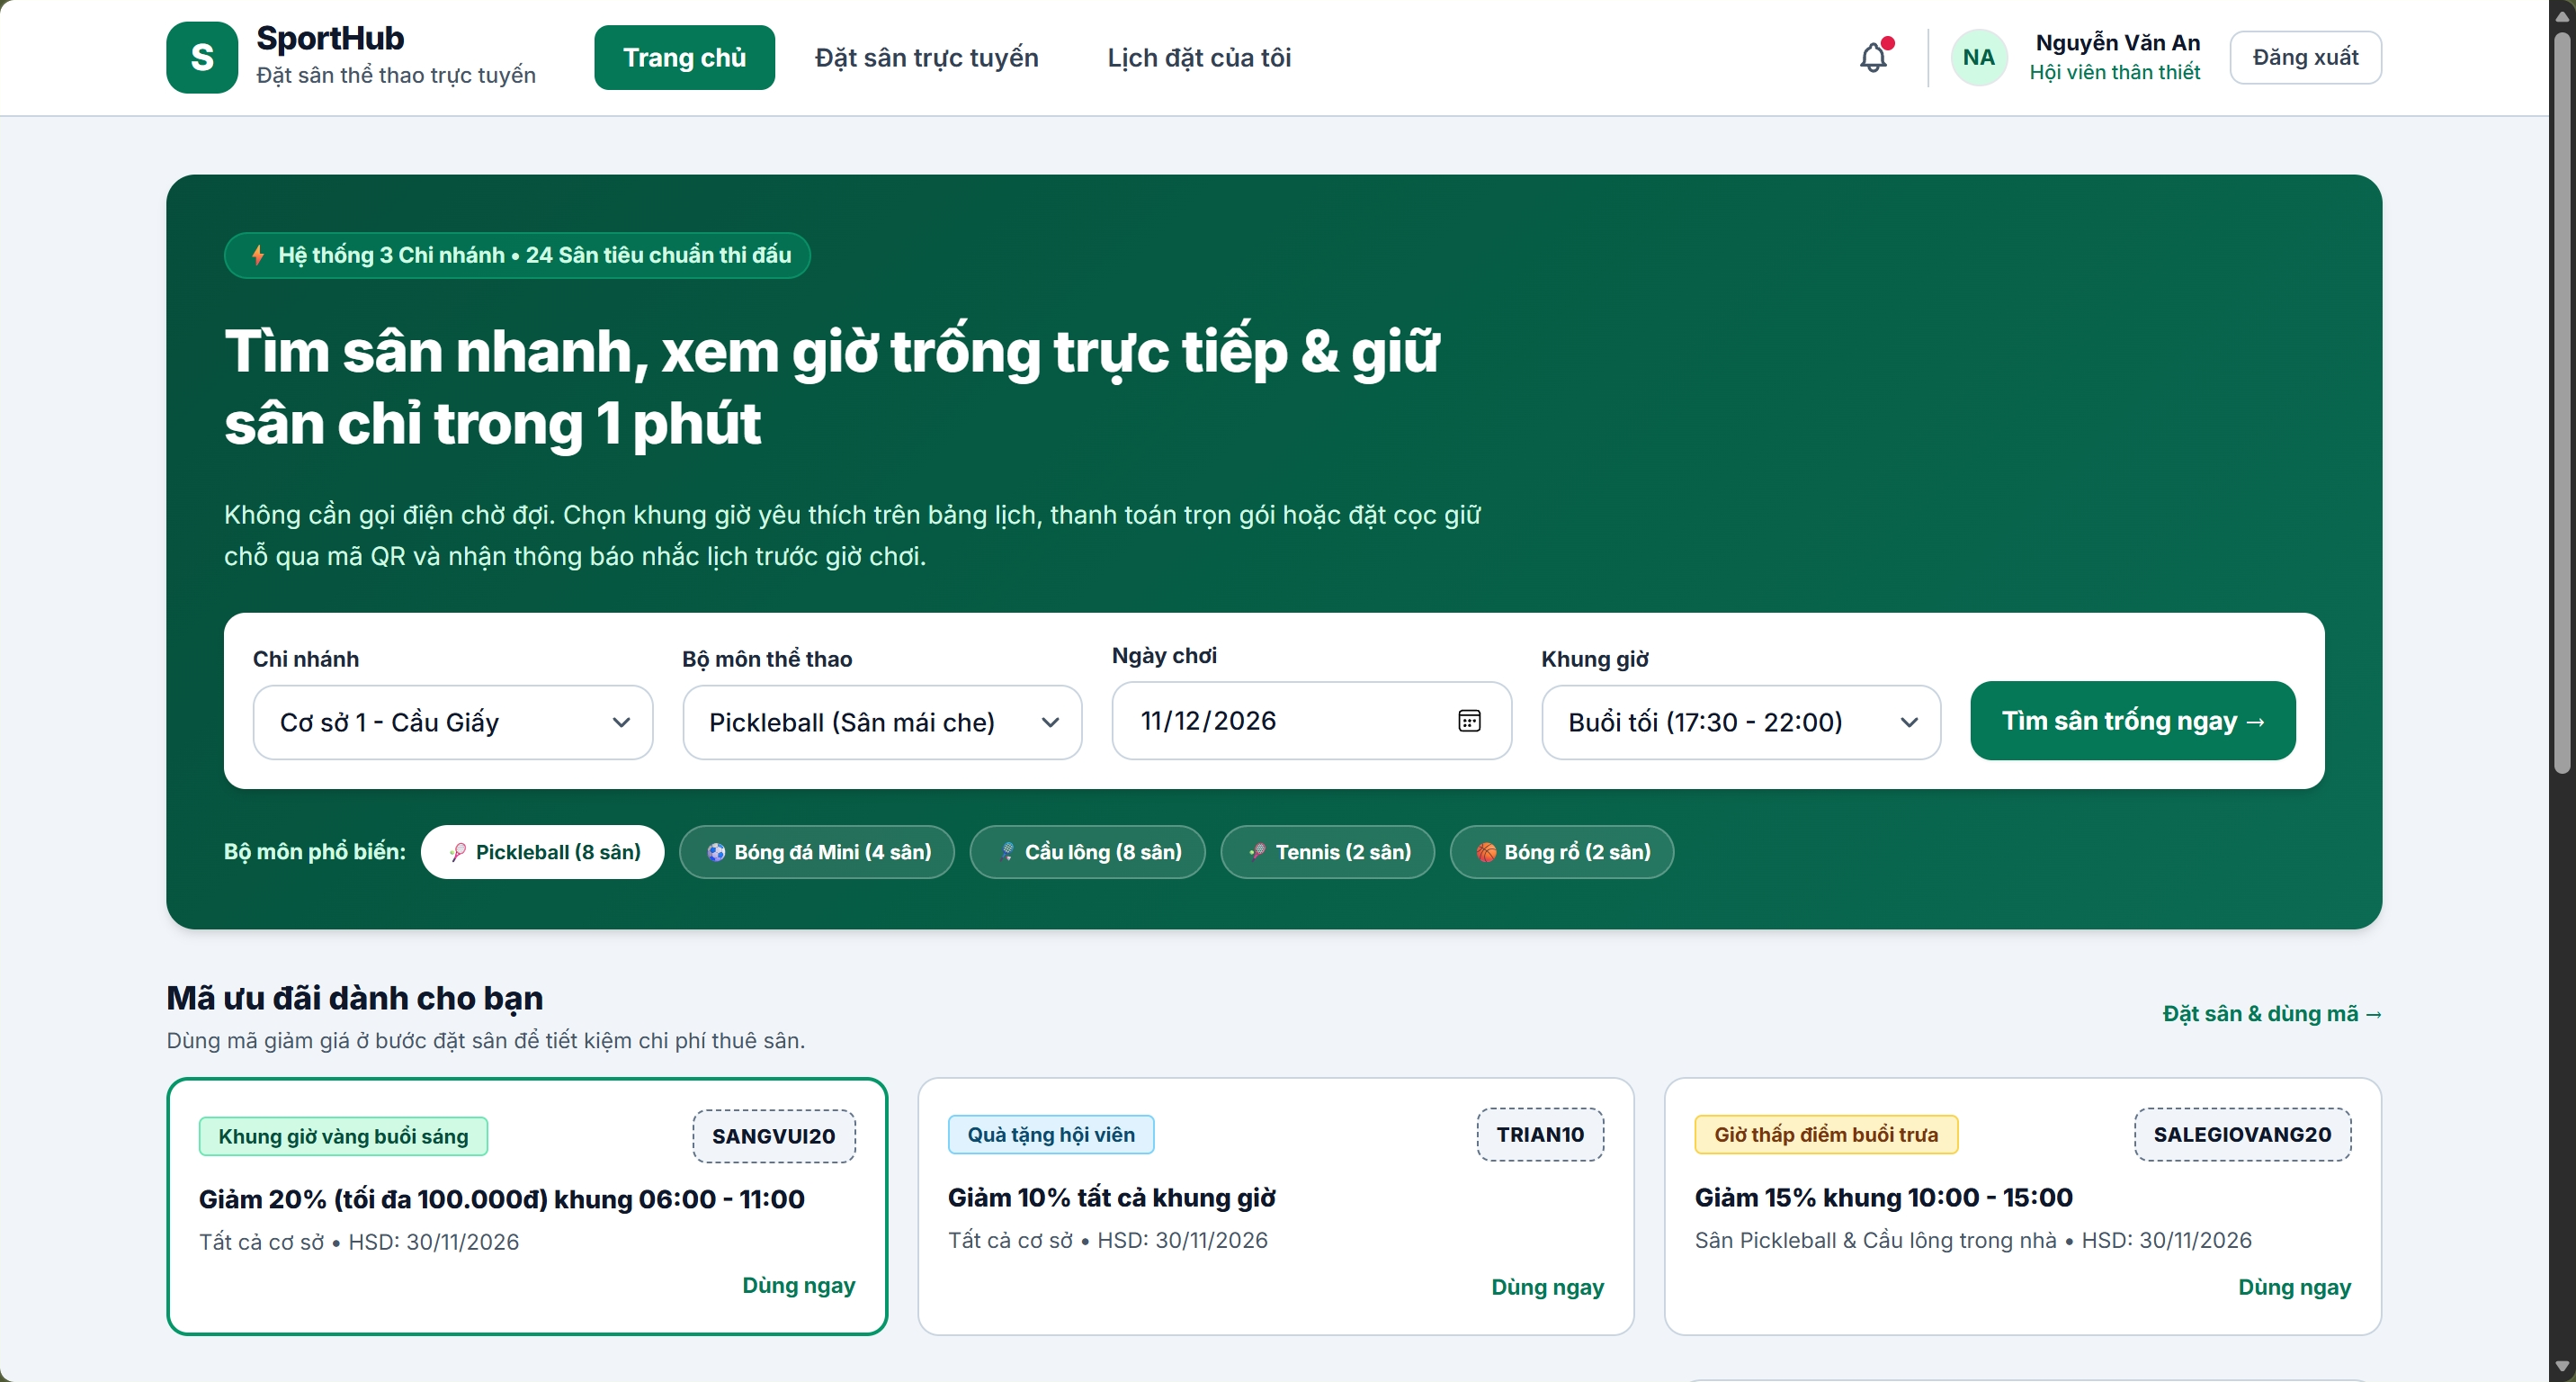 S
SportHub
Đặt sân thể thao trực tuyến
Trang chủ
Đặt sân trực tuyến
Lịch đặt của tôi
NA
Nguyễn Văn An
Hội viên thân thiết
Đăng xuất
Hệ thống 3 Chi nhánh • 24 Sân tiêu chuẩn thi đấu
Tìm sân nhanh, xem giờ trống trực tiếp & giữ
sân chỉ trong 1 phút
Không cần gọi điện chờ đợi. Chọn khung giờ yêu thích trên bảng lịch, thanh toán trọn gói hoặc đặt cọc giữ
chỗ qua mã QR và nhận thông báo nhắc lịch trước giờ chơi.
Chi nhánh
Cơ sở 1 - Cầu Giấy
Bộ môn thể thao
Pickleball (Sân mái che)
Ngày chơi
11/12/2026
Khung giờ
Buổi tối (17:30 - 22:00)
Tìm sân trống ngay →
Bộ môn phổ biến:
Pickleball (8 sân)
Bóng đá Mini (4 sân)
Cầu lông (8 sân)
Tennis (2 sân)
Bóng rổ (2 sân)
Mã ưu đãi dành cho bạn
Dùng mã giảm giá ở bước đặt sân để tiết kiệm chi phí thuê sân.
Đặt sân & dùng mã →
Khung giờ vàng buổi sáng
SANGVUI20
Giảm 20% (tối đa 100.000đ) khung 06:00 - 11:00
Tất cả cơ sở • HSD: 30/11/2026
Dùng ngay
Quà tặng hội viên
TRIAN10
Giảm 10% tất cả khung giờ
Tất cả cơ sở • HSD: 30/11/2026
Dùng ngay
Giờ thấp điểm buổi trưa
SALEGIOVANG20
Giảm 15% khung 10:00 - 15:00
Sân Pickleball & Cầu lông trong nhà • HSD: 30/11/2026
Dùng ngay